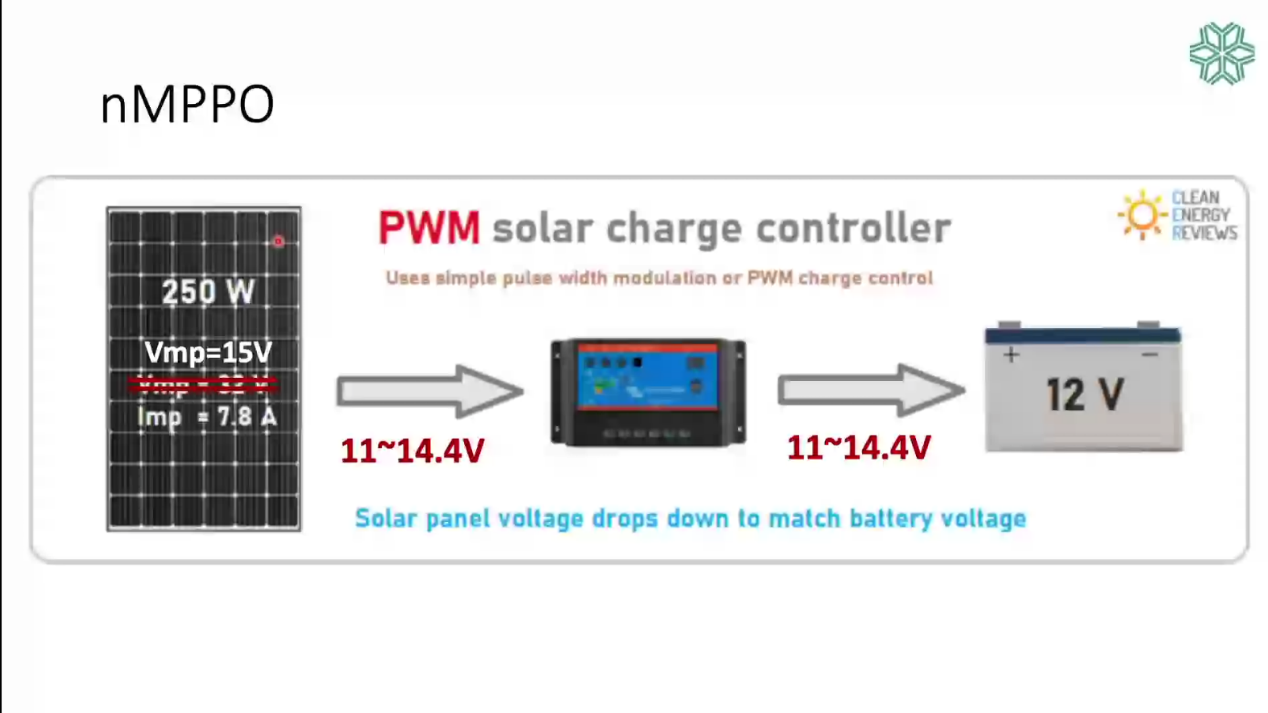 nMPPO
CLEAN
ENERGY
REVIEWS
PWM solar charge controller
Uses simple pulse width modulation or PWM charge control
250 W
Vmp=15V
Vmp = 32 V
Imp = 7.8 A
11~14.4V
11~14.4V
+ −
12 V
Solar panel voltage drops down to match battery voltage